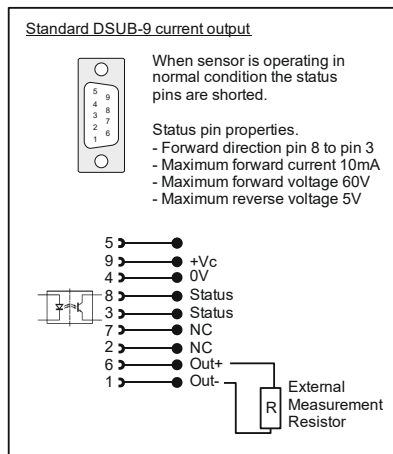 Standard DSUB-9 current output
When sensor is operating in
normal condition the status
pins are shorted.
Status pin properties.
- Forward direction pin 8 to pin 3
- Maximum forward current 10mA
- Maximum forward voltage 60V
- Maximum reverse voltage 5V
5
9
4
8
3
7
2
6
1
5
9 +Vc
4 0V
8 Status
3 Status
7 NC
2 NC
6 Out+
1 Out-
R
External
Measurement
Resistor